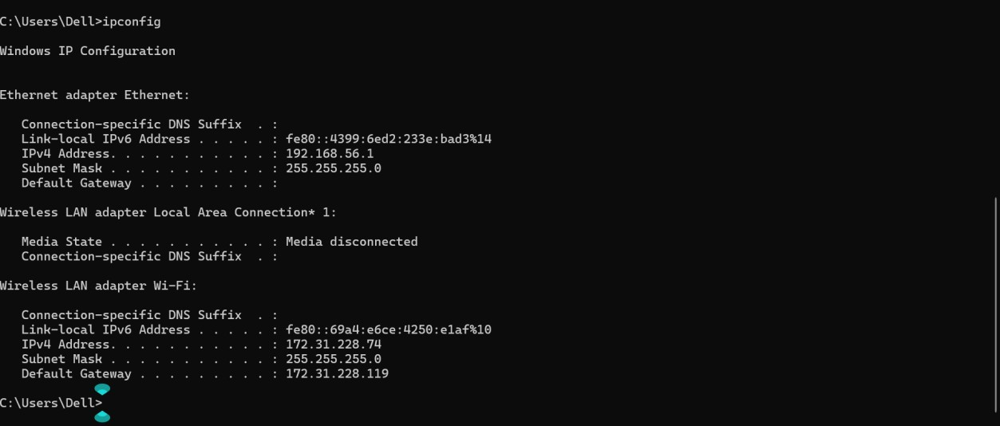 C:\Users\Dell>ipconfig
Windows IP Configuration
Ethernet adapter Ethernet:
   Connection-specific DNS Suffix  . :
   Link-local IPv6 Address . . . . . : fe80::4399:6ed2:233e:bad3%14
   IPv4 Address. . . . . . . . . . . : 192.168.56.1
   Subnet Mask . . . . . . . . . . . : 255.255.255.0
   Default Gateway . . . . . . . . . :
Wireless LAN adapter Local Area Connection* 1:
   Media State . . . . . . . . . . . : Media disconnected
   Connection-specific DNS Suffix  . :
Wireless LAN adapter Wi-Fi:
   Connection-specific DNS Suffix  . :
   Link-local IPv6 Address . . . . . : fe80::69a4:e6ce:4250:e1af%10
   IPv4 Address. . . . . . . . . . . : 172.31.228.74
   Subnet Mask . . . . . . . . . . . : 255.255.255.0
   Default Gateway . . . . . . . . . : 172.31.228.119
C:\Users\Dell>